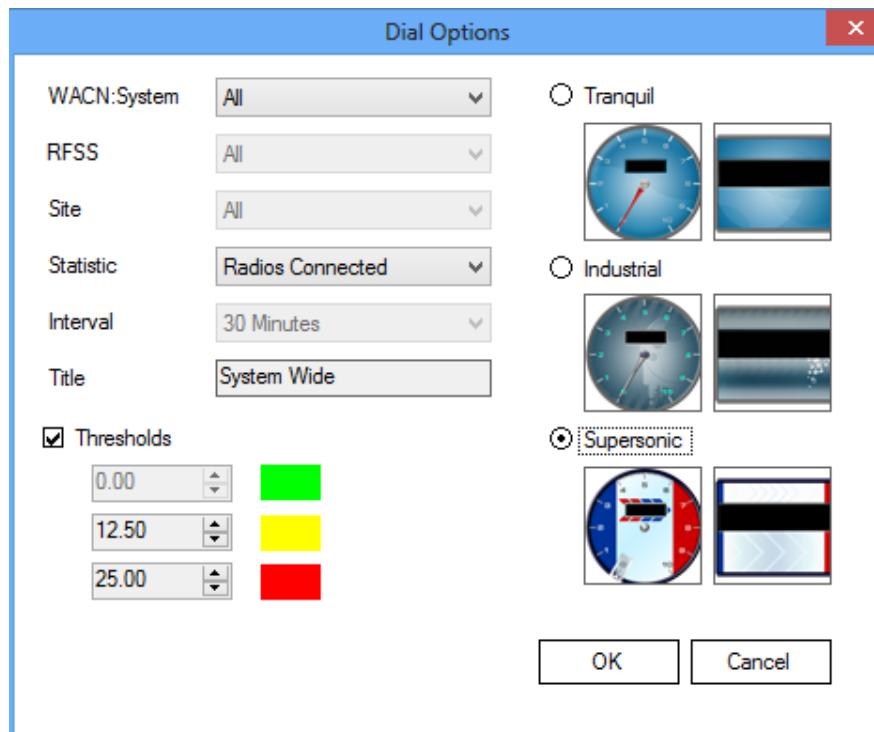 Dial Options
WACN:System All
RFSS All
Site All
Statistic Radios Connected
Interval 30 Minutes
Title System Wide
Thresholds
0.00
12.50
25.00
Tranquil
Industrial
Supersonic
OK Cancel